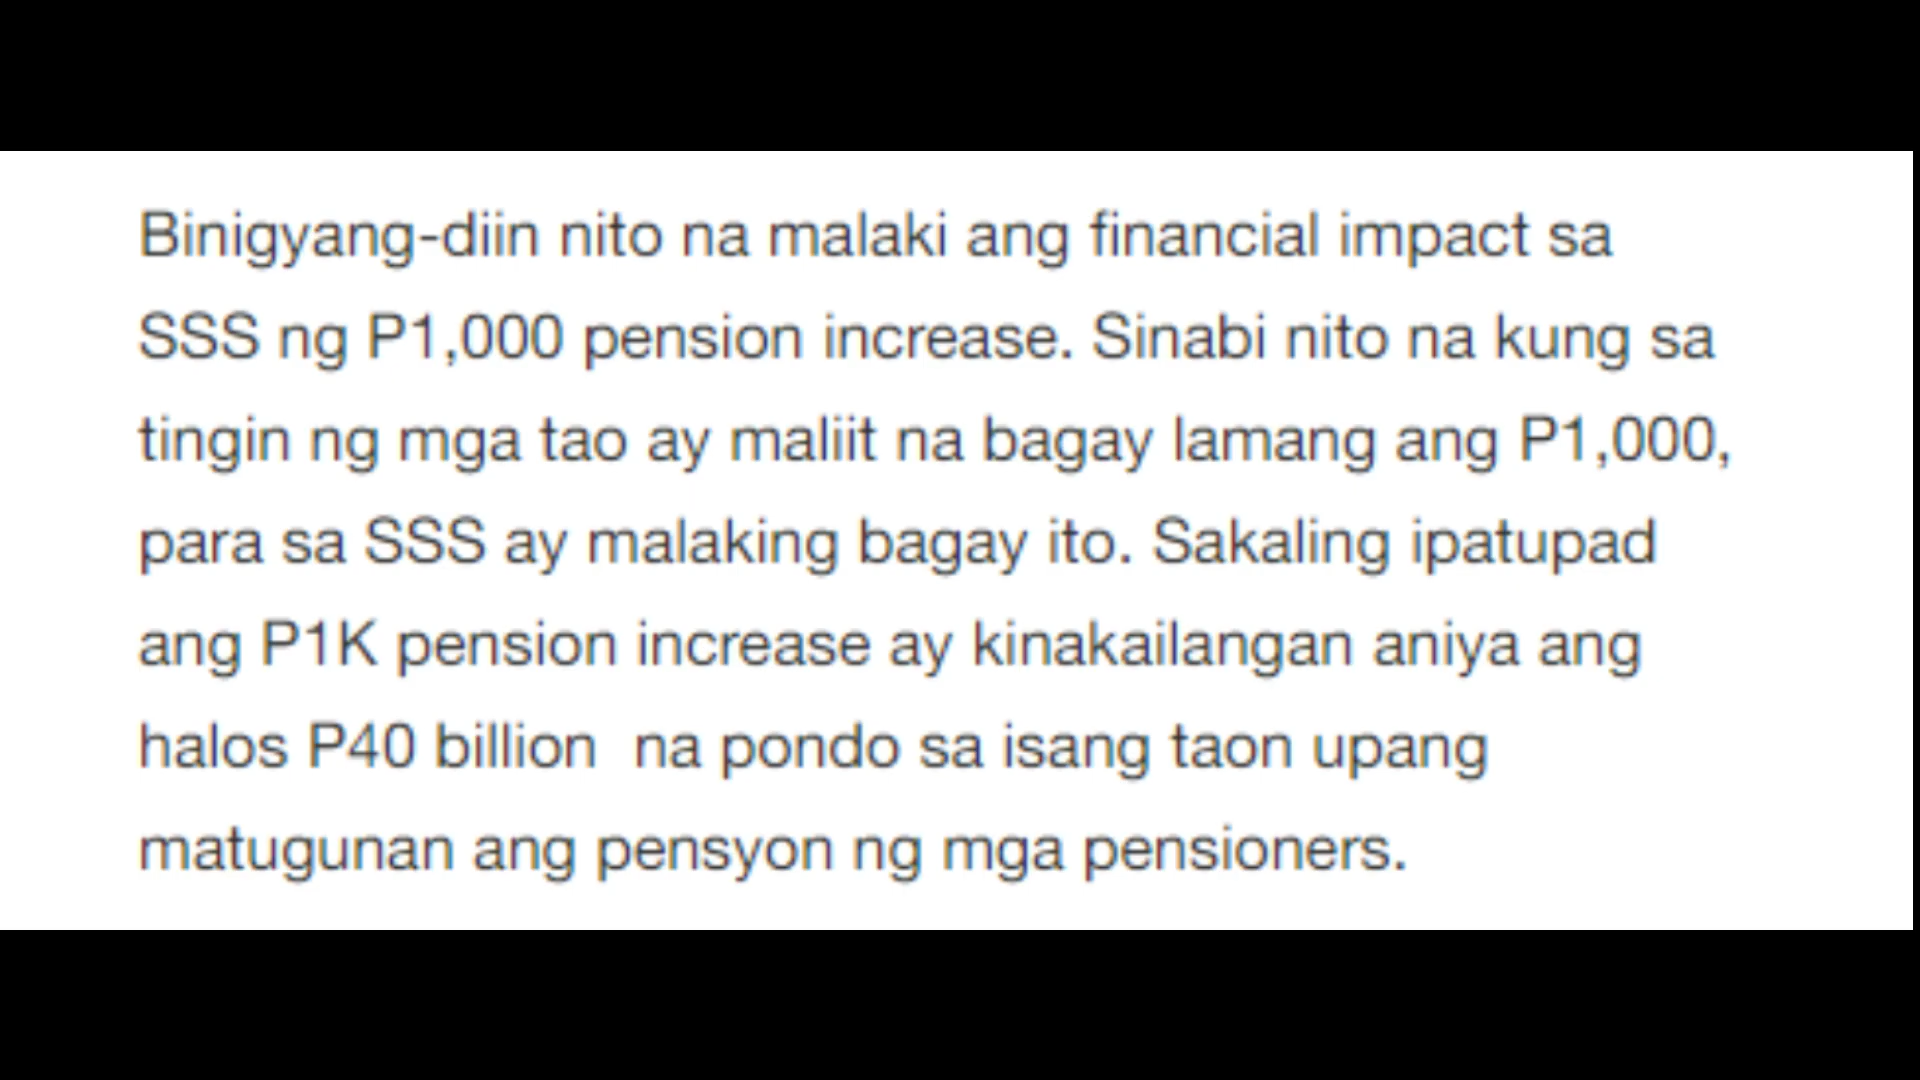 Binigyang-diin nito na malaki ang financial impact sa
SSS ng P1,000 pension increase. Sinabi nito na kung sa
tingin ng mga tao ay maliit na bagay lamang ang P1,000,
para sa SSS ay malaking bagay ito. Sakaling ipatupad
ang P1K pension increase ay kinakailangan aniya ang
halos P40 billion  na pondo sa isang taon upang
matugunan ang pensyon ng mga pensioners.